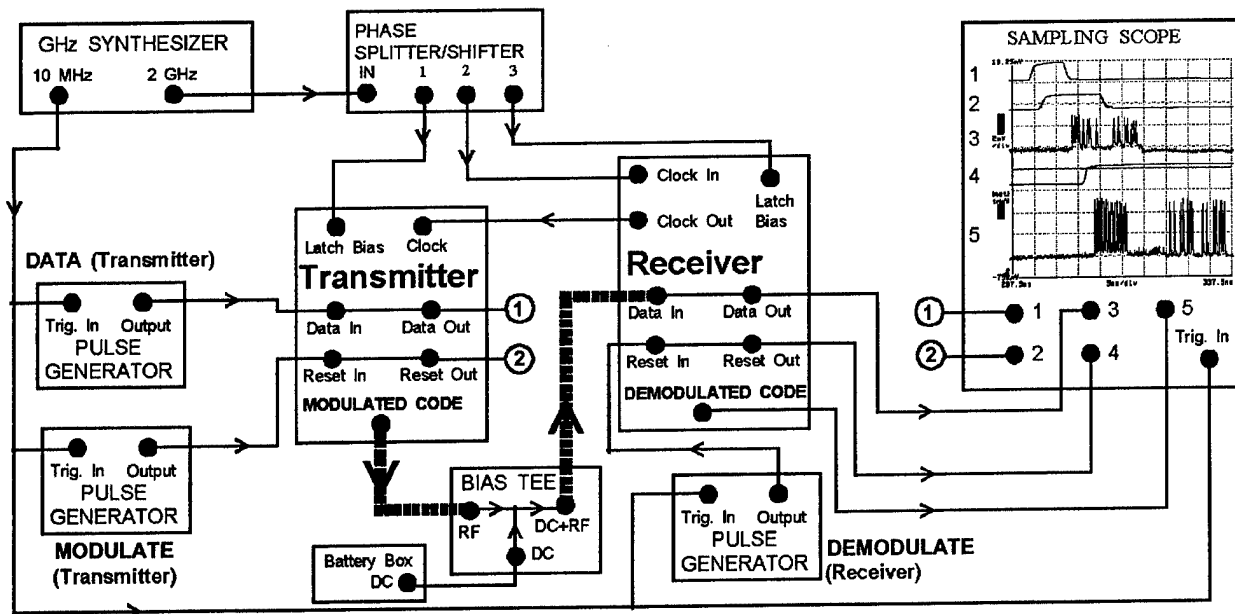 GHz SYNTHESIZER
10 MHz 2 GHz
PHASE
SPLITTER/SHIFTER
IN 1 2 3
SAMPLING SCOPE
1
2
3
4
5
Clock In
Latch
Bias
Clock Out
Receiver
Data In Data Out
Reset In Reset Out
DEMODULATED CODE
Latch Bias Clock
Transmitter
Data In Data Out
Reset In Reset Out
MODULATED CODE
1
2
DATA (Transmitter)
Trig. In Output
PULSE
GENERATOR
Trig. In Output
PULSE
GENERATOR
MODULATE
(Transmitter)
BIAS TEE
RF DC+RF
DC
Battery Box
DC
Trig. In Output
PULSE
GENERATOR
DEMODULATE
(Receiver)
1 1 3 5
2 2 4
Trig. In